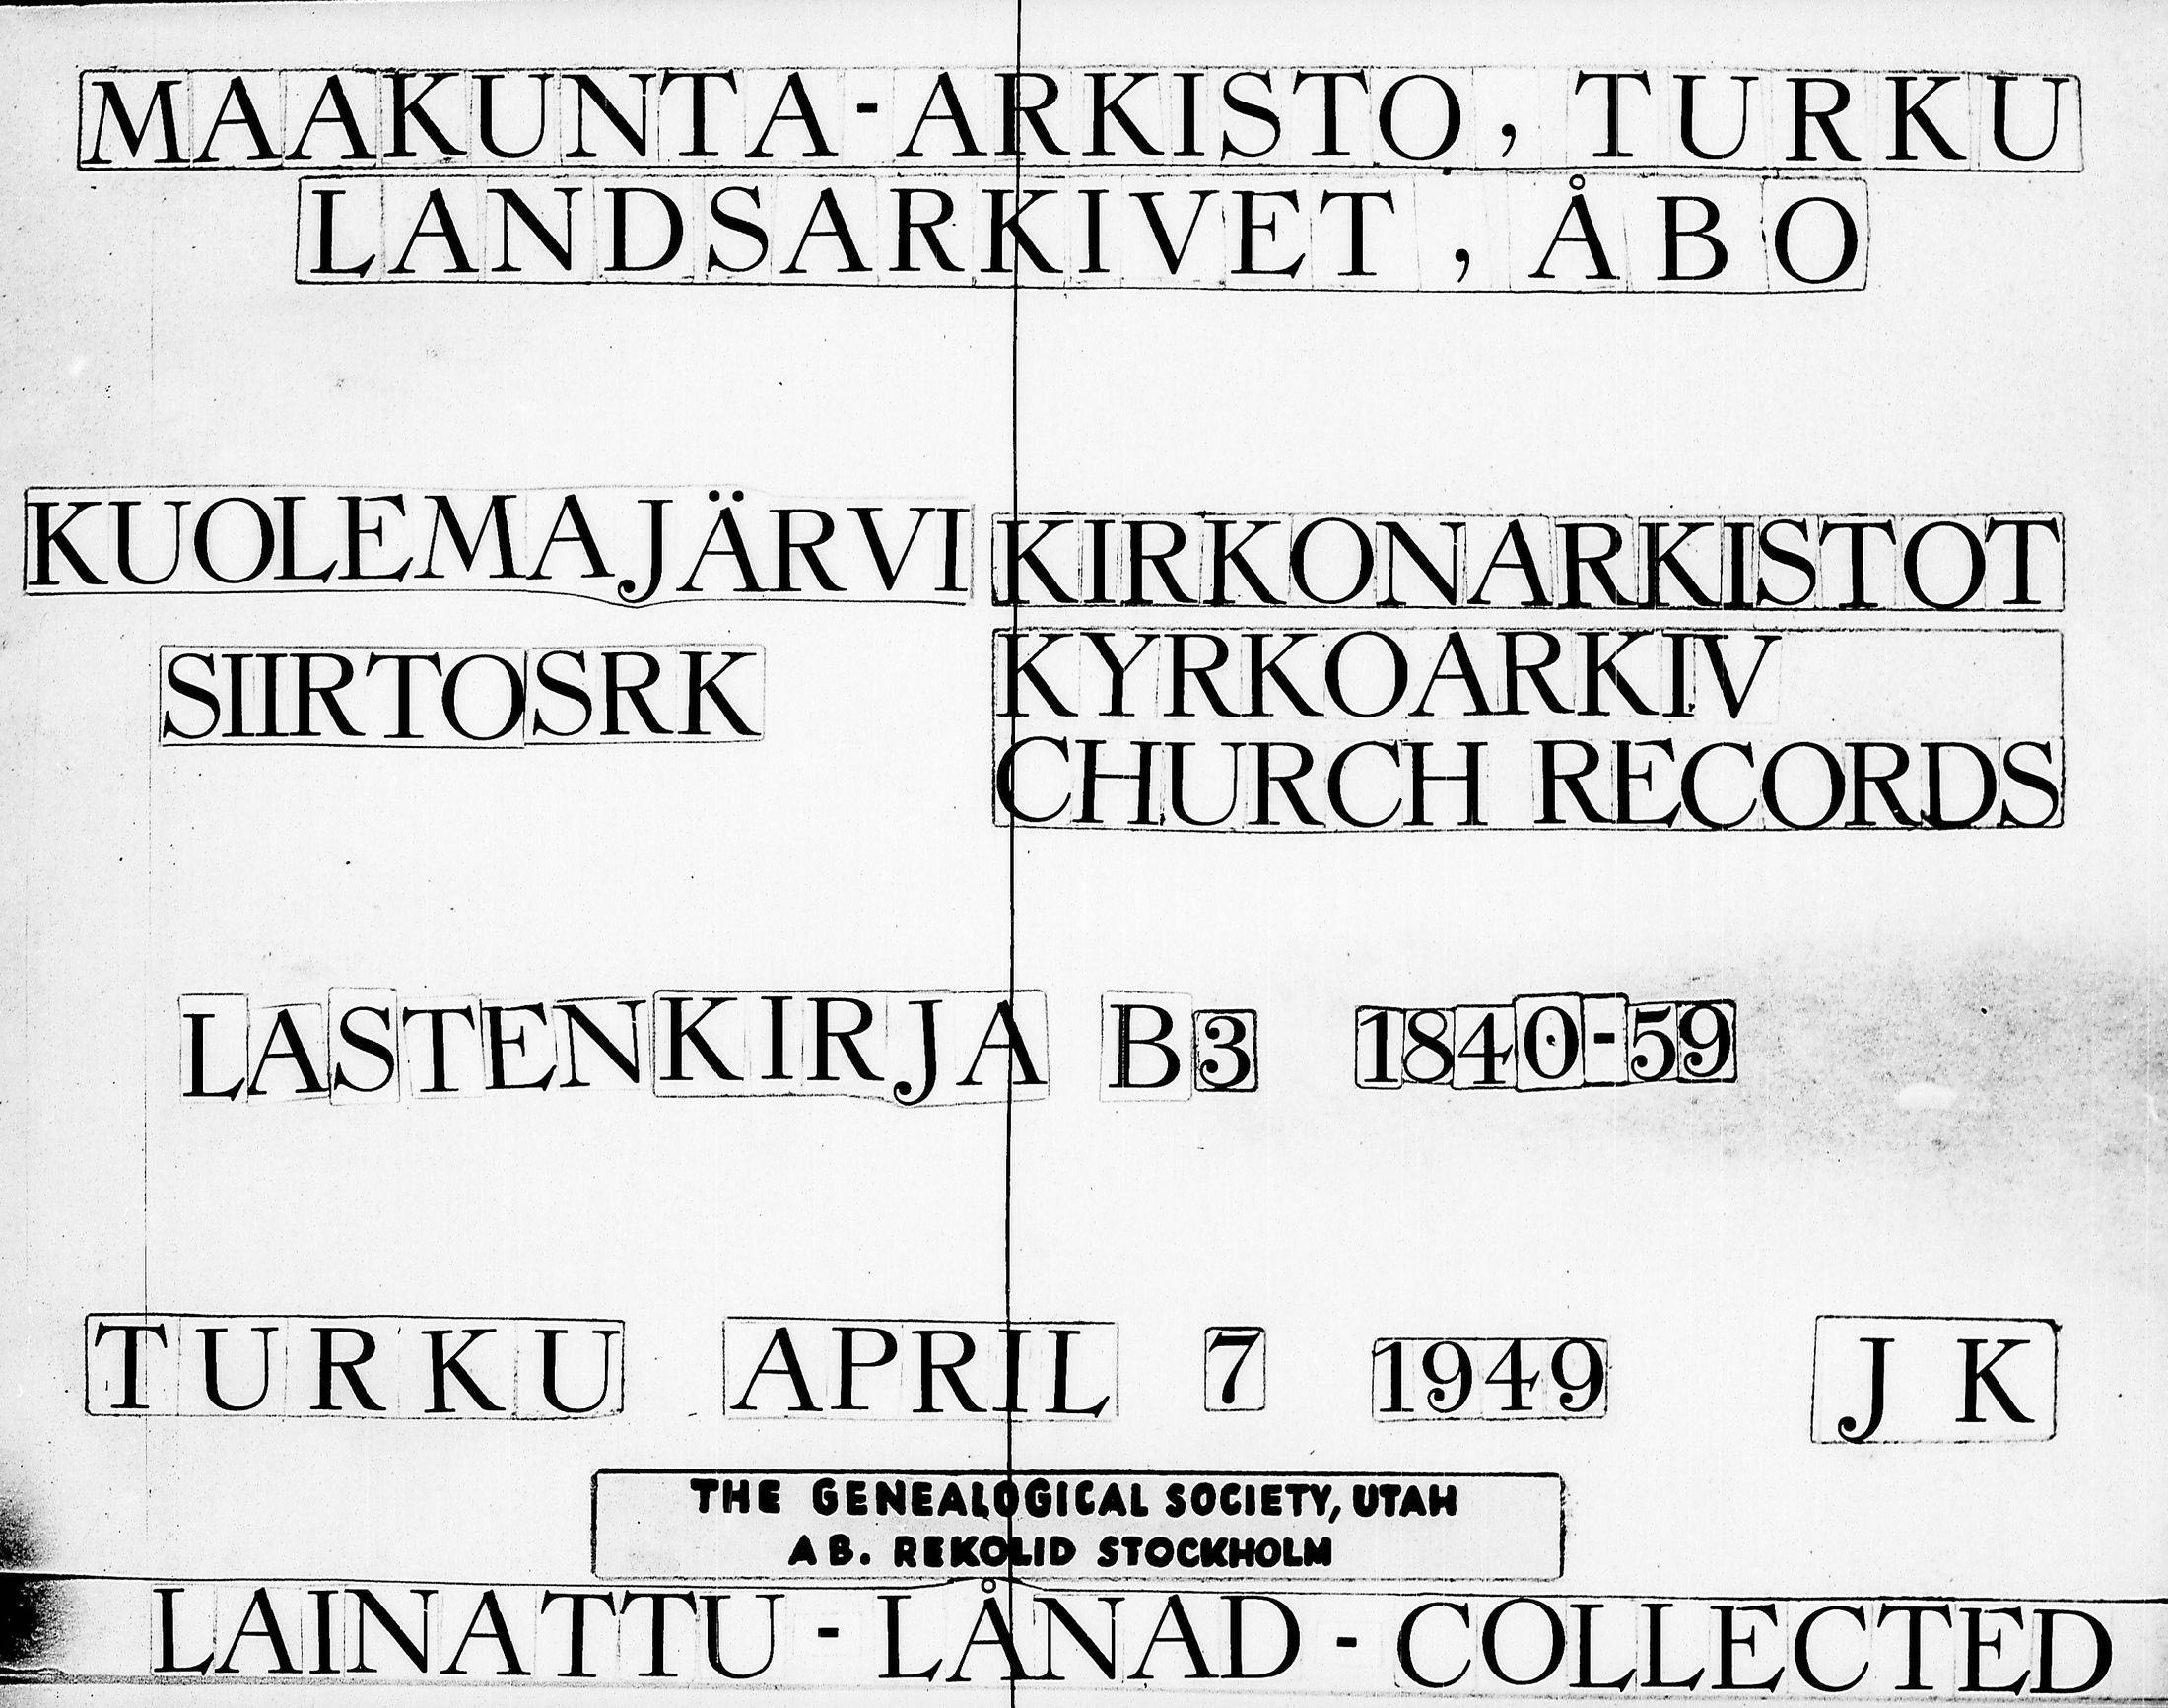 MAAKUNTA-ARKISTO, TURKU
LANDSARKIVET, ÅBO
KUOLEMAJÄRVI
SIIRTOSRK
KIRKONARKISTOT
KYRKOARKIV
CHURCH RECORDS
LASTENKIRJA B3 1840-59
TURKU APRIL 7 1949 J K
THE GENEALOGICAL SOCIETY, UTAH
AB. REKOLID STOCKHOLM
LAINATTU - LÅNAD - COLLECTED